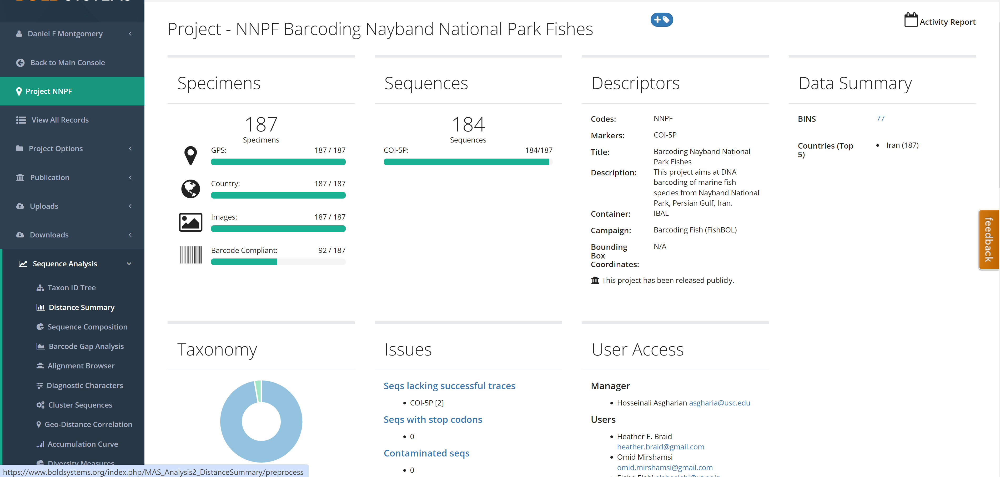 Daniel F Montgomery
Back to Main Console
Project NNPF
View All Records
Project Options
Publication
Uploads
Downloads
Sequence Analysis
Taxon ID Tree
Distance Summary
Sequence Composition
Barcode Gap Analysis
Alignment Browser
Diagnostic Characters
Cluster Sequences
Geo-Distance Correlation
Accumulation Curve
Diversity Measures
https://www.boldsystems.org/index.php/MAS_Analysis2_DistanceSummary/preprocess
Project - NNPF Barcoding Nayband National Park Fishes
Activity Report
Specimens
187
Specimens
GPS: 187 / 187
Country: 187 / 187
Images: 187 / 187
Barcode Compliant: 92 / 187
Sequences
184
Sequences
COI-5P: 184/187
Descriptors
Codes: NNPF
Markers: COI-5P
Title: Barcoding Nayband National
Park Fishes
Description: This project aims at DNA
barcoding of marine fish
species from Nayband National
Park, Persian Gulf, Iran.
Container: IBAL
Campaign: Barcoding Fish (FishBOL)
Bounding N/A
Box
Coordinates:
This project has been released publicly.
Data Summary
BINS 77
Countries (Top • Iran (187)
5)
feedback
Taxonomy
Issues
Seqs lacking successful traces
• COI-5P [2]
Seqs with stop codons
• 0
Contaminated seqs
• 0
User Access
Manager
• Hosseinali Asgharian asgharia@usc.edu
Users
• Heather E. Braid
heather.braid@gmail.com
• Omid Mirshamsi
omid.mirshamsi@gmail.com